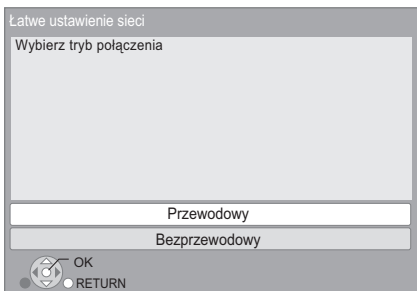 Łatwe ustawienie sieci
Wybierz tryb połączenia
Przewodowy
Bezprzewodowy
OK
RETURN